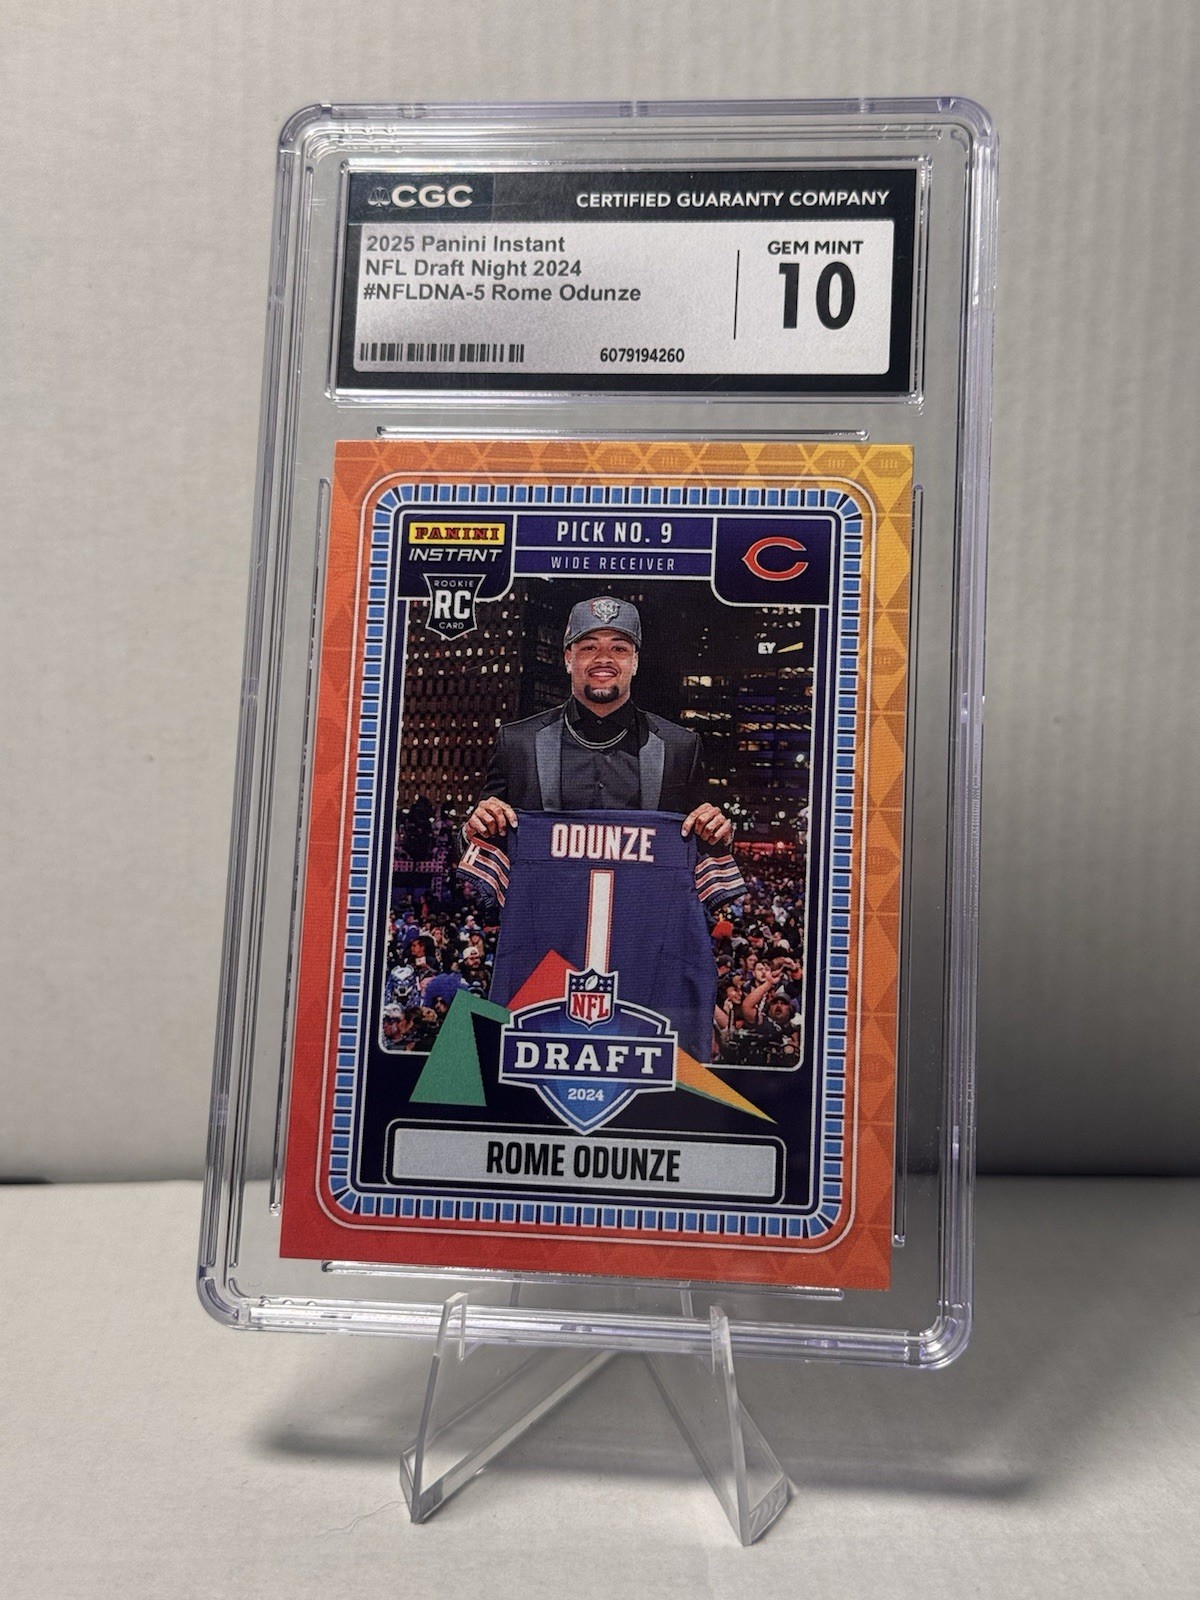 CGC
CERTIFIED GUARANTY COMPANY
2025 Panini Instant
NFL Draft Night 2024
#NFLDNA-5 Rome Odunze
GEM MINT
10
6079194260
PANINI
INSTANT
PICK NO. 9
WIDE RECEIVER
ROOKIE
RC
CARD
EY
ODUNZE
1
NFL
DRAFT
2024
ROME ODUNZE